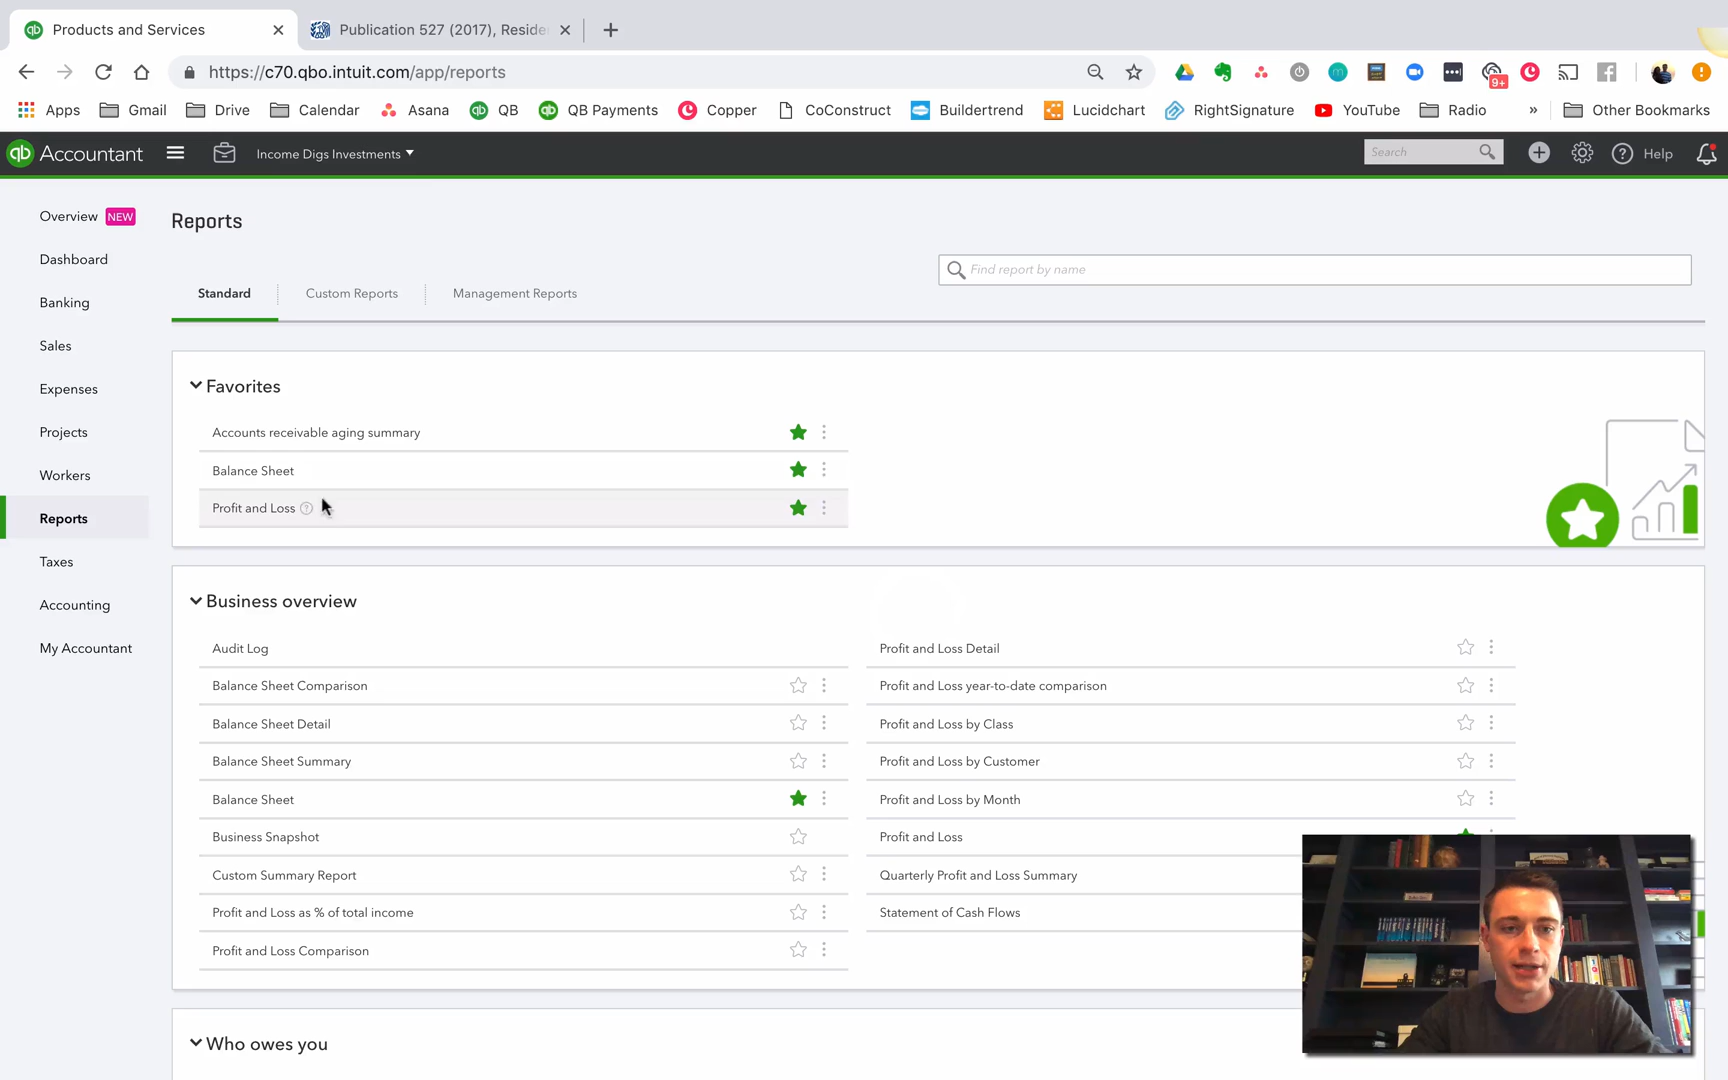 Products and Services
Publication 527 (2017), Reside
https://c70.qbo.intuit.com/app/reports
9+
Apps
Gmail
Drive
Calendar
Asana
QB
QB Payments
Copper
CoConstruct
Buildertrend
Lucidchart
RightSignature
YouTube
Radio
»
Other Bookmarks
qb Accountant
Income Digs Investments
Search
Help
Overview NEW
Dashboard
Banking
Sales
Expenses
Projects
Workers
Reports
Taxes
Accounting
My Accountant
Reports
Find report by name
Standard
Custom Reports
Management Reports
Favorites
Accounts receivable aging summary
Balance Sheet
Profit and Loss
Business overview
Audit Log
Balance Sheet Comparison
Balance Sheet Detail
Balance Sheet Summary
Balance Sheet
Business Snapshot
Custom Summary Report
Profit and Loss as % of total income
Profit and Loss Comparison
Profit and Loss Detail
Profit and Loss year-to-date comparison
Profit and Loss by Class
Profit and Loss by Customer
Profit and Loss by Month
Profit and Loss
Quarterly Profit and Loss Summary
Statement of Cash Flows
Who owes you